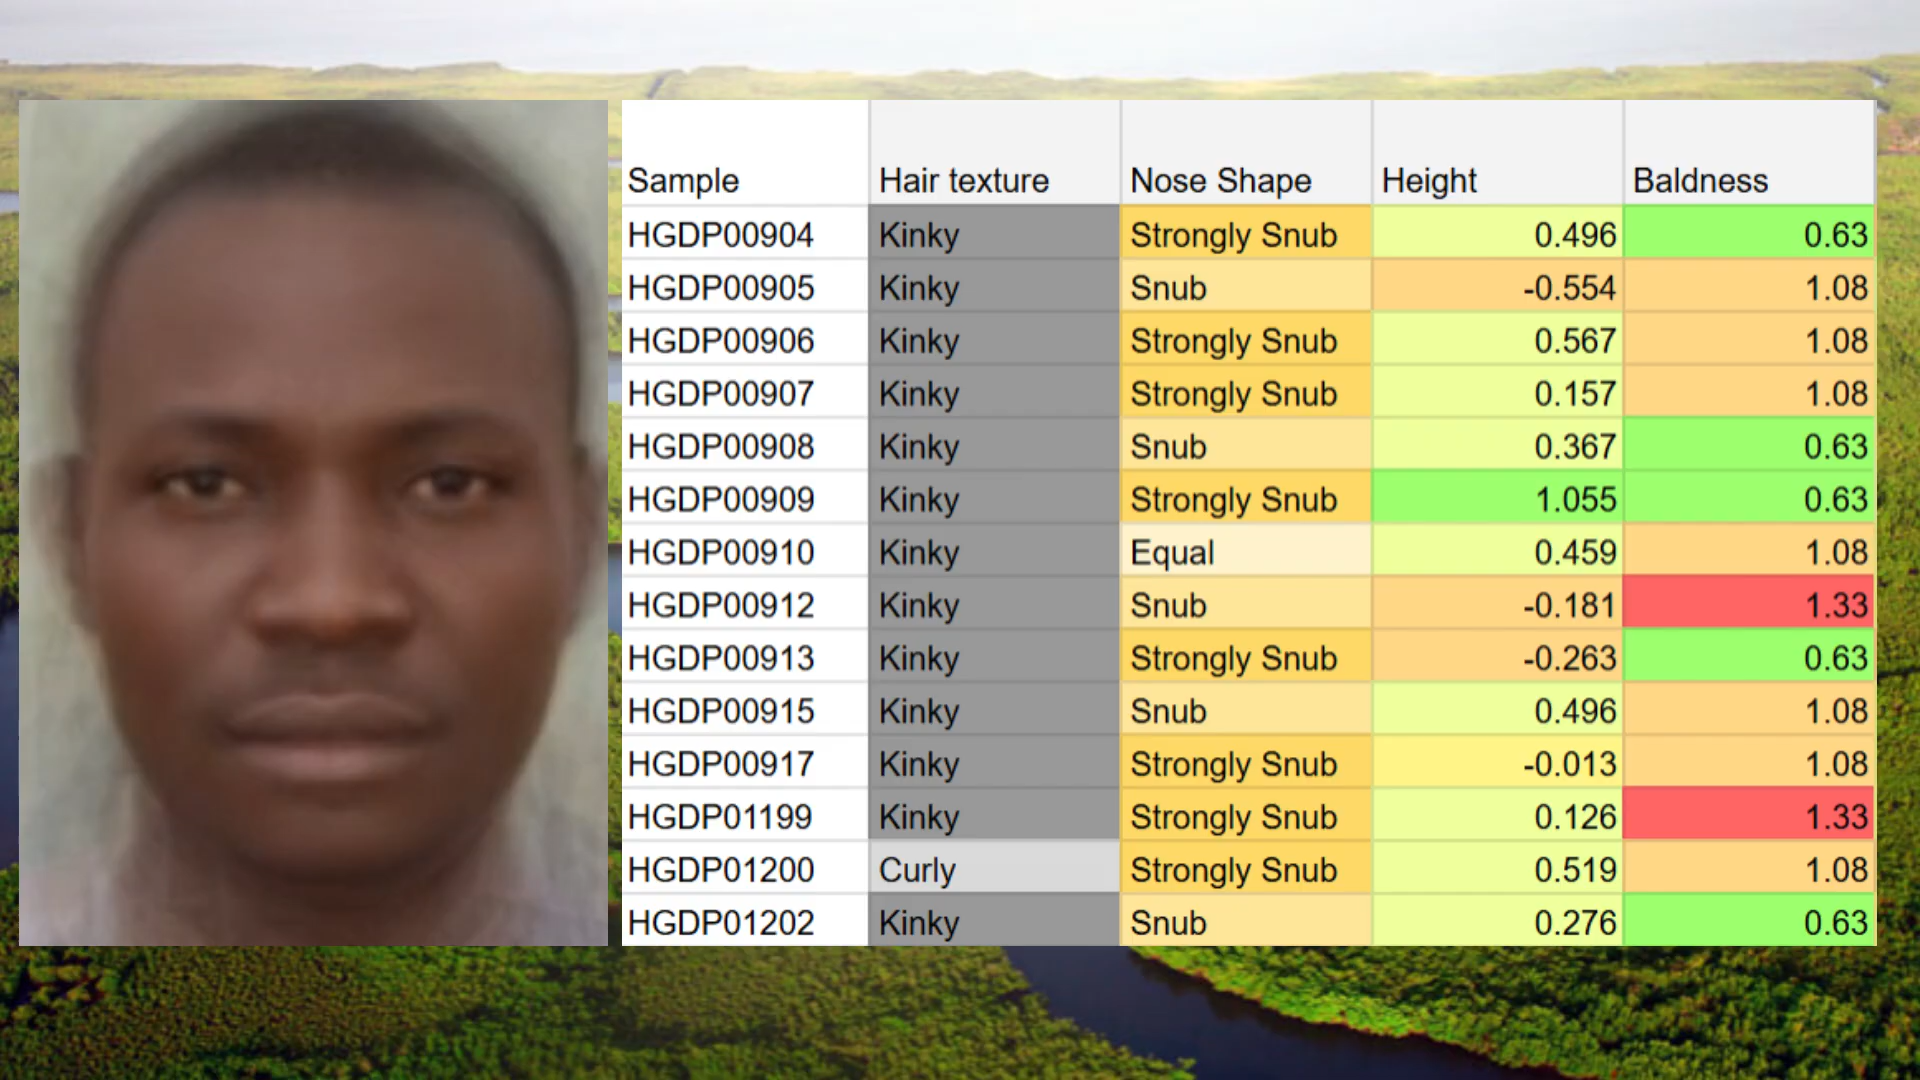 Sample Hair texture Nose Shape Height Baldness
HGDP00904 Kinky Strongly Snub 0.496 0.63
HGDP00905 Kinky Snub -0.554 1.08
HGDP00906 Kinky Strongly Snub 0.567 1.08
HGDP00907 Kinky Strongly Snub 0.157 1.08
HGDP00908 Kinky Snub 0.367 0.63
HGDP00909 Kinky Strongly Snub 1.055 0.63
HGDP00910 Kinky Equal 0.459 1.08
HGDP00912 Kinky Snub -0.181 1.33
HGDP00913 Kinky Strongly Snub -0.263 0.63
HGDP00915 Kinky Snub 0.496 1.08
HGDP00917 Kinky Strongly Snub -0.013 1.08
HGDP01199 Kinky Strongly Snub 0.126 1.33
HGDP01200 Curly Strongly Snub 0.519 1.08
HGDP01202 Kinky Snub 0.276 0.63